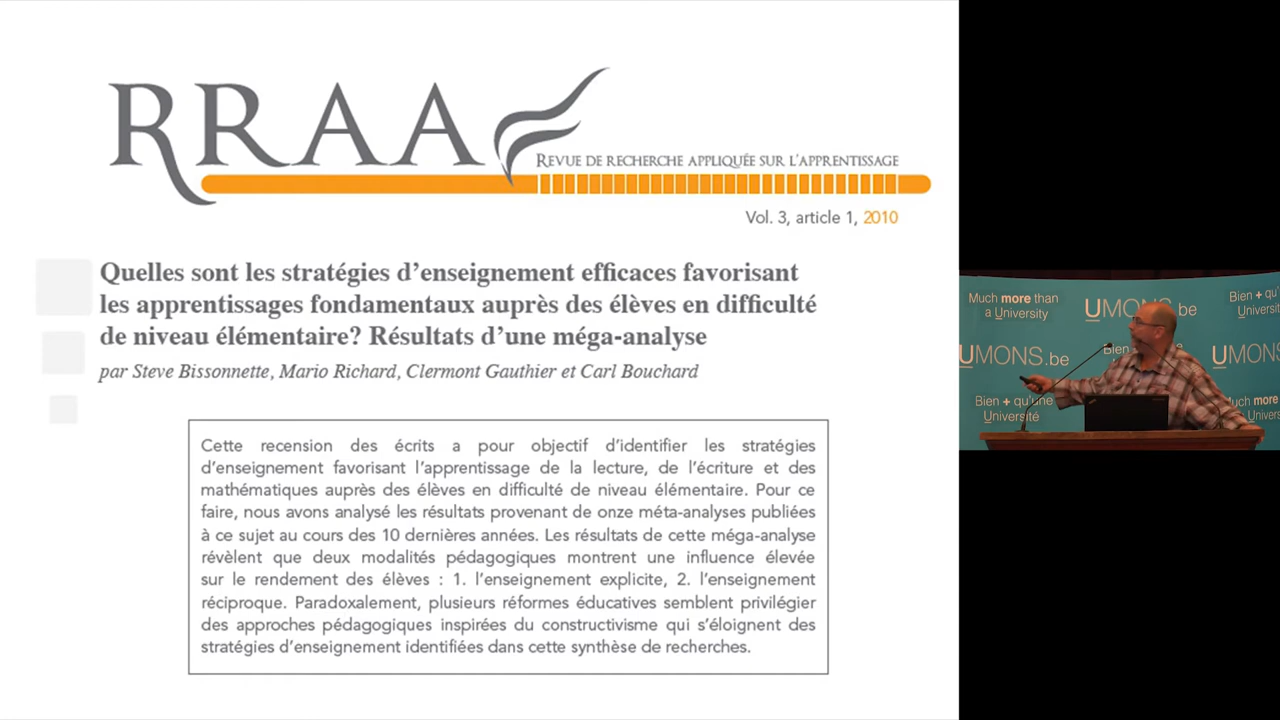 RRAA
REVUE DE RECHERCHE APPLIQUÉE SUR L'APPRENTISSAGE
Vol. 3, article 1, 2010
Quelles sont les stratégies d'enseignement efficaces favorisant
les apprentissages fondamentaux auprès des élèves en difficulté
de niveau élémentaire? Résultats d'une méga-analyse
par Steve Bissonnette, Mario Richard, Clermont Gauthier et Carl Bouchard
Cette recension des écrits a pour objectif d'identifier les stratégies
d'enseignement favorisant l'apprentissage de la lecture, de l'écriture et des
mathématiques auprès des élèves en difficulté de niveau élémentaire. Pour ce
faire, nous avons analysé les résultats provenant de onze méta-analyses publiées
à ce sujet au cours des 10 dernières années. Les résultats de cette méga-analyse
révèlent que deux modalités pédagogiques montrent une influence élevée
sur le rendement des élèves : 1. l'enseignement explicite, 2. l'enseignement
réciproque. Paradoxalement, plusieurs réformes éducatives semblent privilégier
des approches pédagogiques inspirées du constructivisme qui s'éloignent des
stratégies d'enseignement identifiées dans cette synthèse de recherches.
Much more than
a University
UMONS.be
Bien + qu'
Universit
UMONS.be
Bien
UMONS
Bien + qu'une
Université
uch more
Univers